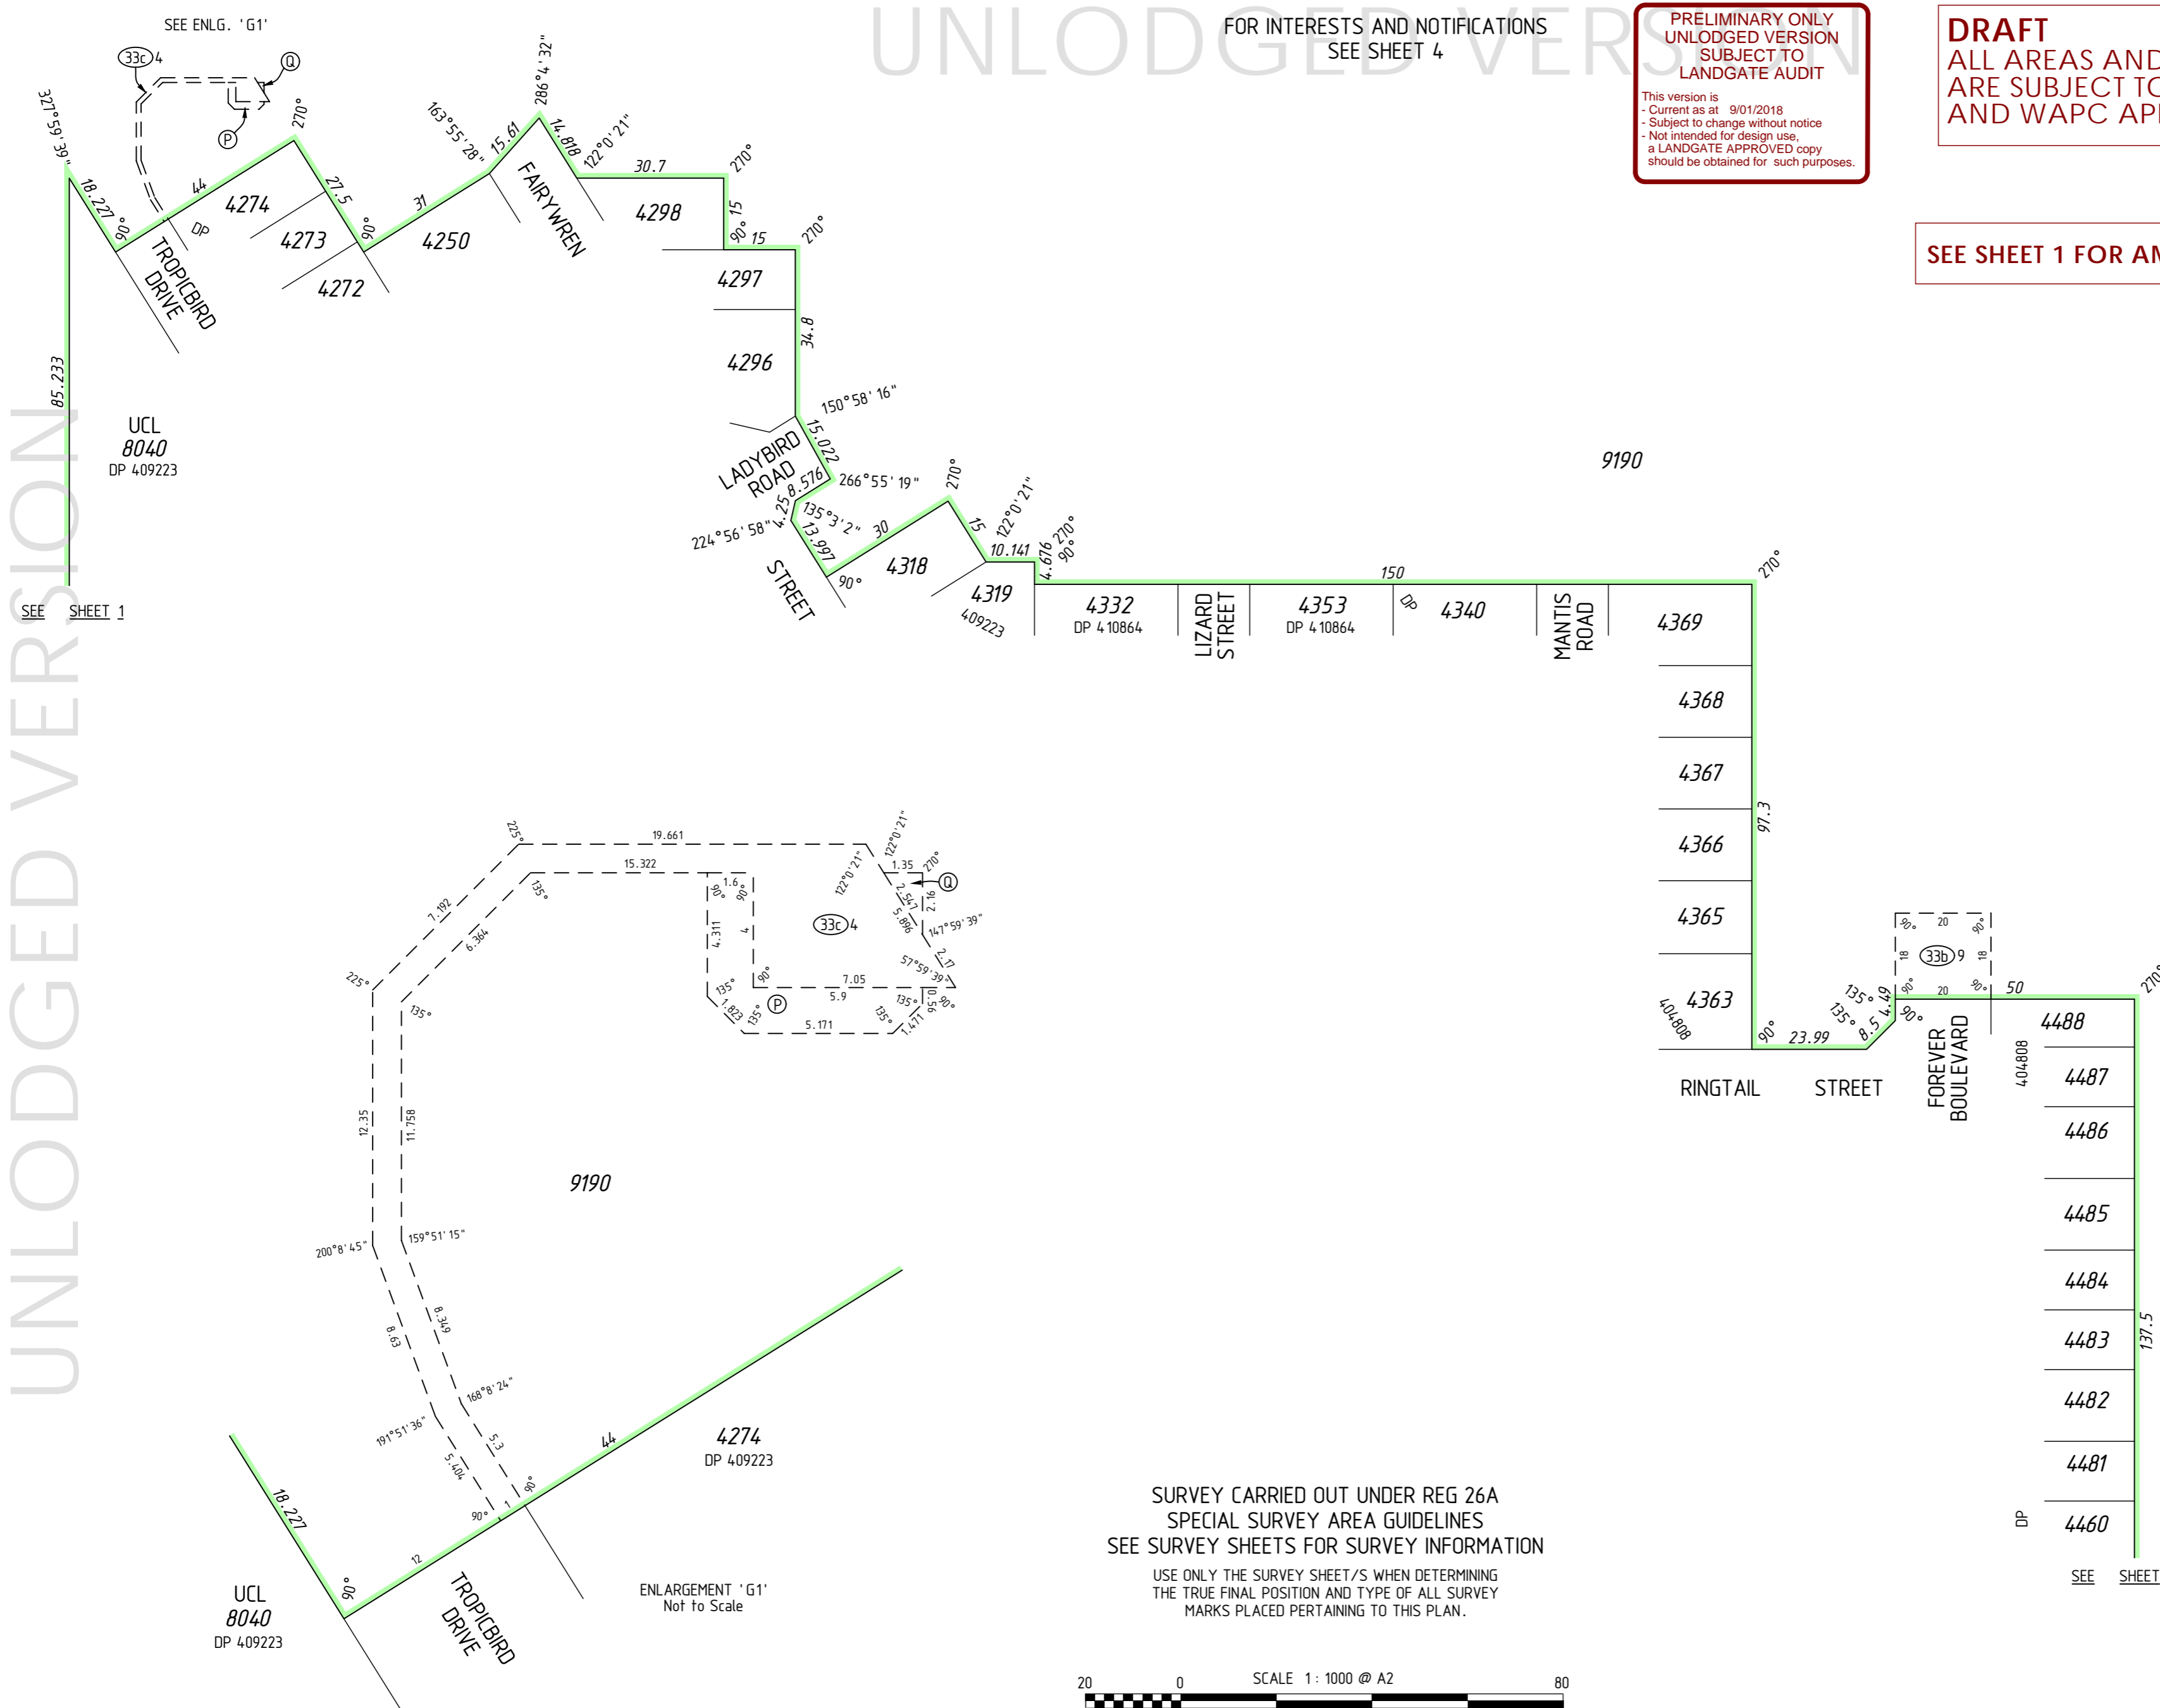 UNLODGED VERSION
UNLODGED VERSION
SEE ENLG. 'G1'
FOR INTERESTS AND NOTIFICATIONS
SEE SHEET 4
PRELIMINARY ONLY
UNLODGED VERSION
SUBJECT TO
LANDGATE AUDIT
This version is
- Current as at 9/01/2018
- Subject to change without notice
- Not intended for design use,
a LANDGATE APPROVED copy
should be obtained for such purposes.
DRAFT
ALL AREAS AND
ARE SUBJECT TO
AND WAPC
SEE SHEET 1 FOR
33c 4
Q
P
327°59'39"
18.227
90°
44
270°
4274
DP
27.5
4273
4272
90°
31
4250
163°55'28"
15.61
286°4'32"
14.818
122°0'21"
FAIRYWREN
TROPICBIRD
DRIVE
30.7
270°
4298
15
90°
15
270°
4297
34.8
4296
150°58'16"
15.022
LADYBIRD
ROAD
8.576
266°55'19"
4.25
135°3'2"
224°56'58"
13.997
STREET
90°
30
270°
4318
15
122°0'21"
10.141
4.676
270°
90°
4319
409223
85.233
UCL
8040
DP 409223
SEE SHEET 1
9190
150
270°
4332
DP 410864
LIZARD
STREET
4353
DP 410864
DP
4340
MANTIS
ROAD
4369
4368
4367
97.3
4366
4365
4363
404808
90°
23.99
135°
8.5
135°
4.49
90°
RINGTAIL STREET
90°
20
90°
18
33b 9
18
90°
20
90°
50
270°
FOREVER
BOULEVARD
4488
404808
4487
4486
4485
4484
4483
137.5
4482
4481
DP
4460
SEE SHEET
225°
19.661
122°0'21"
122°0'21"
1.35
270°
Q
15.322
135°
1.6
90°
90°
2.547
5.896
2.16
147°59'39"
33c 4
7.192
6.364
4.311
4
2.17
57°59'39"
225°
135°
90°
7.05
5.9
135°
1.823
135°
P
5.171
135°
135°
1.471
0.56
90°
12.35
11.758
9190
200°8'45"
159°51'15"
8.63
8.349
168°8'24"
191°51'36"
5.404
5.3
90°
1
90°
44
4274
DP 409223
18.227
90°
12
UCL
8040
DP 409223
TROPICBIRD
DRIVE
ENLARGEMENT 'G1'
Not to Scale
SURVEY CARRIED OUT UNDER REG 26A
SPECIAL SURVEY AREA GUIDELINES
SEE SURVEY SHEETS FOR SURVEY INFORMATION
USE ONLY THE SURVEY SHEET/S WHEN DETERMINING
THE TRUE FINAL POSITION AND TYPE OF ALL SURVEY
MARKS PLACED PERTAINING TO THIS PLAN.
SCALE 1 : 1000 @ A2
20 0 80